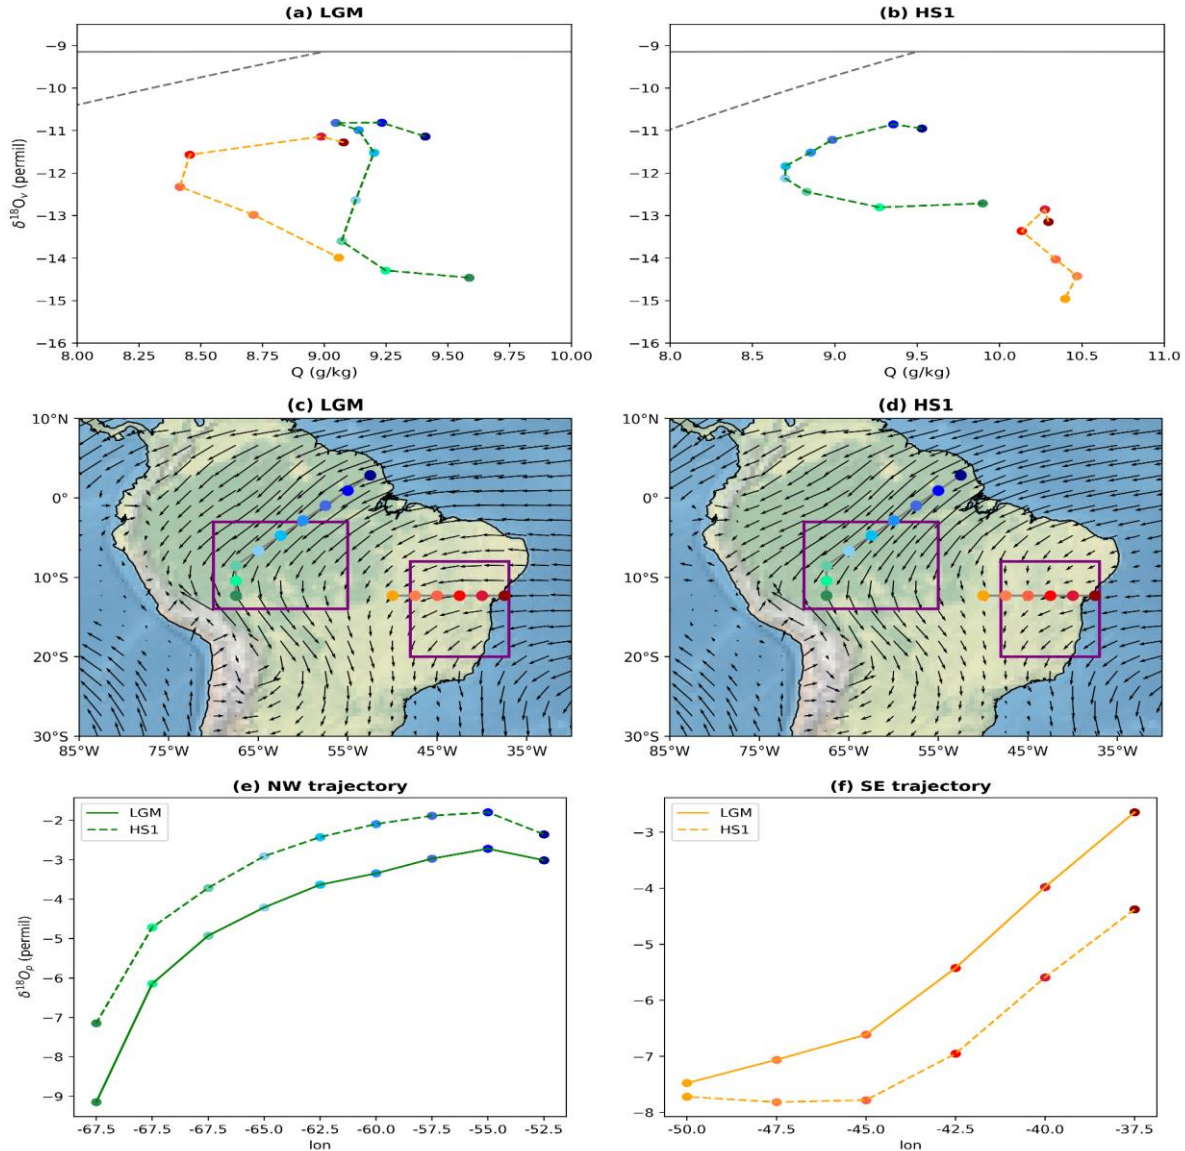 (a) LGM
(b) HS1
−9
−10
−11
−12
−13
−14
−15
−16
δ¹⁸Oᵥ (permil)
8.00 8.25 8.50 8.75 9.00 9.25 9.50 9.75 10.00
Q (g/kg)
−9
−10
−11
−12
−13
−14
−15
−16
8.0 8.5 9.0 9.5 10.0 10.5 11.0
Q (g/kg)
(c) LGM
(d) HS1
10°N
0°
10°S
20°S
30°S
85°W 75°W 65°W 55°W 45°W 35°W
10°N
0°
10°S
20°S
30°S
85°W 75°W 65°W 55°W 45°W 35°W
(e) NW trajectory
(f) SE trajectory
LGM
HS1
−2
−3
−4
−5
−6
−7
−8
−9
δ¹⁸Oₚ (permil)
-67.5 -67.5 -67.5 -65.0 -62.5 -60.0 -57.5 -55.0 -52.5
lon
LGM
HS1
−3
−4
−5
−6
−7
−8
-50.0 -47.5 -45.0 -42.5 -40.0 -37.5
lon